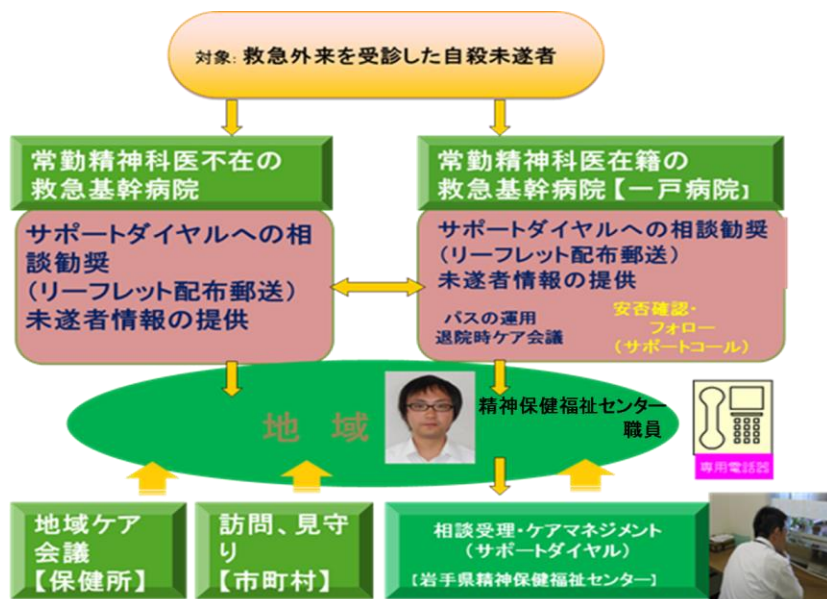 対象: 救急外来を受診した自殺未遂者
常勤精神科医不在の
救急基幹病院
サポートダイヤルへの相
談勧奨
（リーフレット配布郵送）
未遂者情報の提供
常勤精神科医在籍の
救急基幹病院【一戸病院】
サポートダイヤルへの相談勧奨
（リーフレット配布郵送）
未遂者情報の提供
パスの運用
退院時ケア会議
安否確認・
フォロー
（サポートコール）
地 域
精神保健福祉センター
職員
専用電話器
地域ケア
会議
【保健所】
訪問、見守
り
【市町村】
相談受理・ケアマネジメント
（サポートダイヤル）
【岩手県精神保健福祉センター】